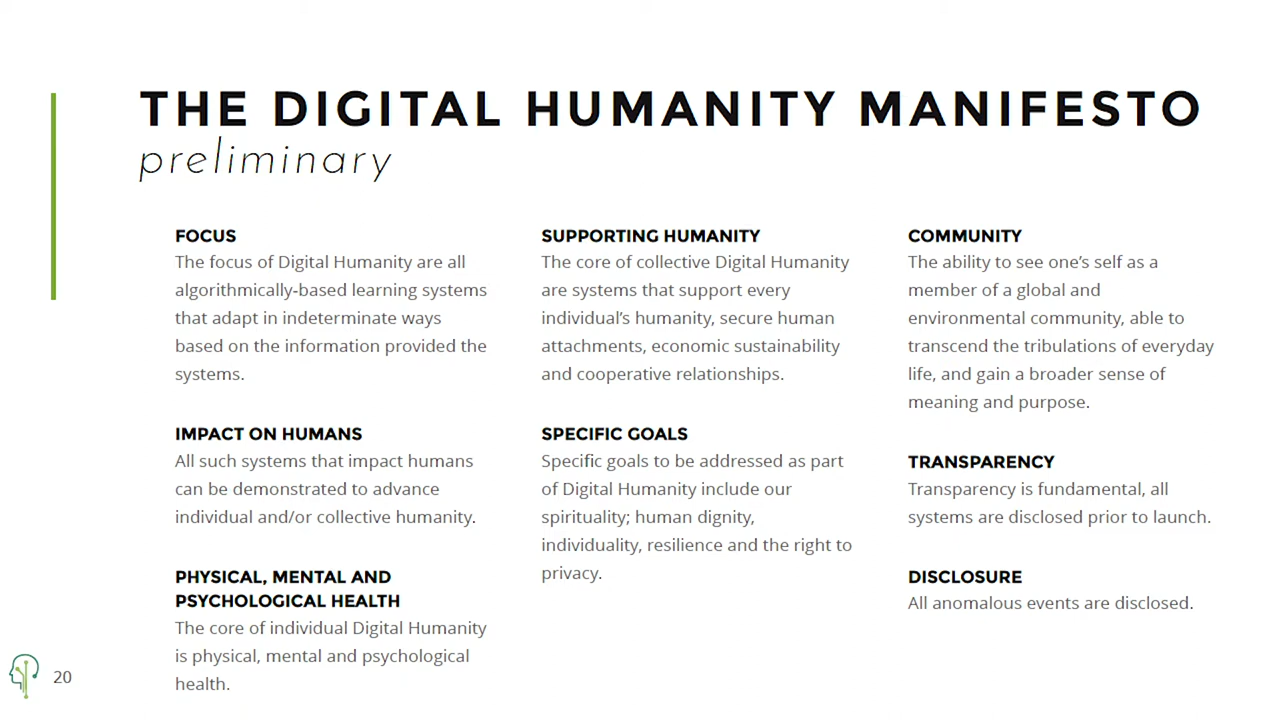 THE DIGITAL HUMANITY MANIFESTO
preliminary
FOCUS
The focus of Digital Humanity are all
algorithmically-based learning systems
that adapt in indeterminate ways
based on the information provided the
systems.
IMPACT ON HUMANS
All such systems that impact humans
can be demonstrated to advance
individual and/or collective humanity.
PHYSICAL, MENTAL AND
PSYCHOLOGICAL HEALTH
The core of individual Digital Humanity
is physical, mental and psychological
health.
SUPPORTING HUMANITY
The core of collective Digital Humanity
are systems that support every
individual’s humanity, secure human
attachments, economic sustainability
and cooperative relationships.
SPECIFIC GOALS
Specific goals to be addressed as part
of Digital Humanity include our
spirituality; human dignity,
individuality, resilience and the right to
privacy.
COMMUNITY
The ability to see one’s self as a
member of a global and
environmental community, able to
transcend the tribulations of everyday
life, and gain a broader sense of
meaning and purpose.
TRANSPARENCY
Transparency is fundamental, all
systems are disclosed prior to launch.
DISCLOSURE
All anomalous events are disclosed.
20